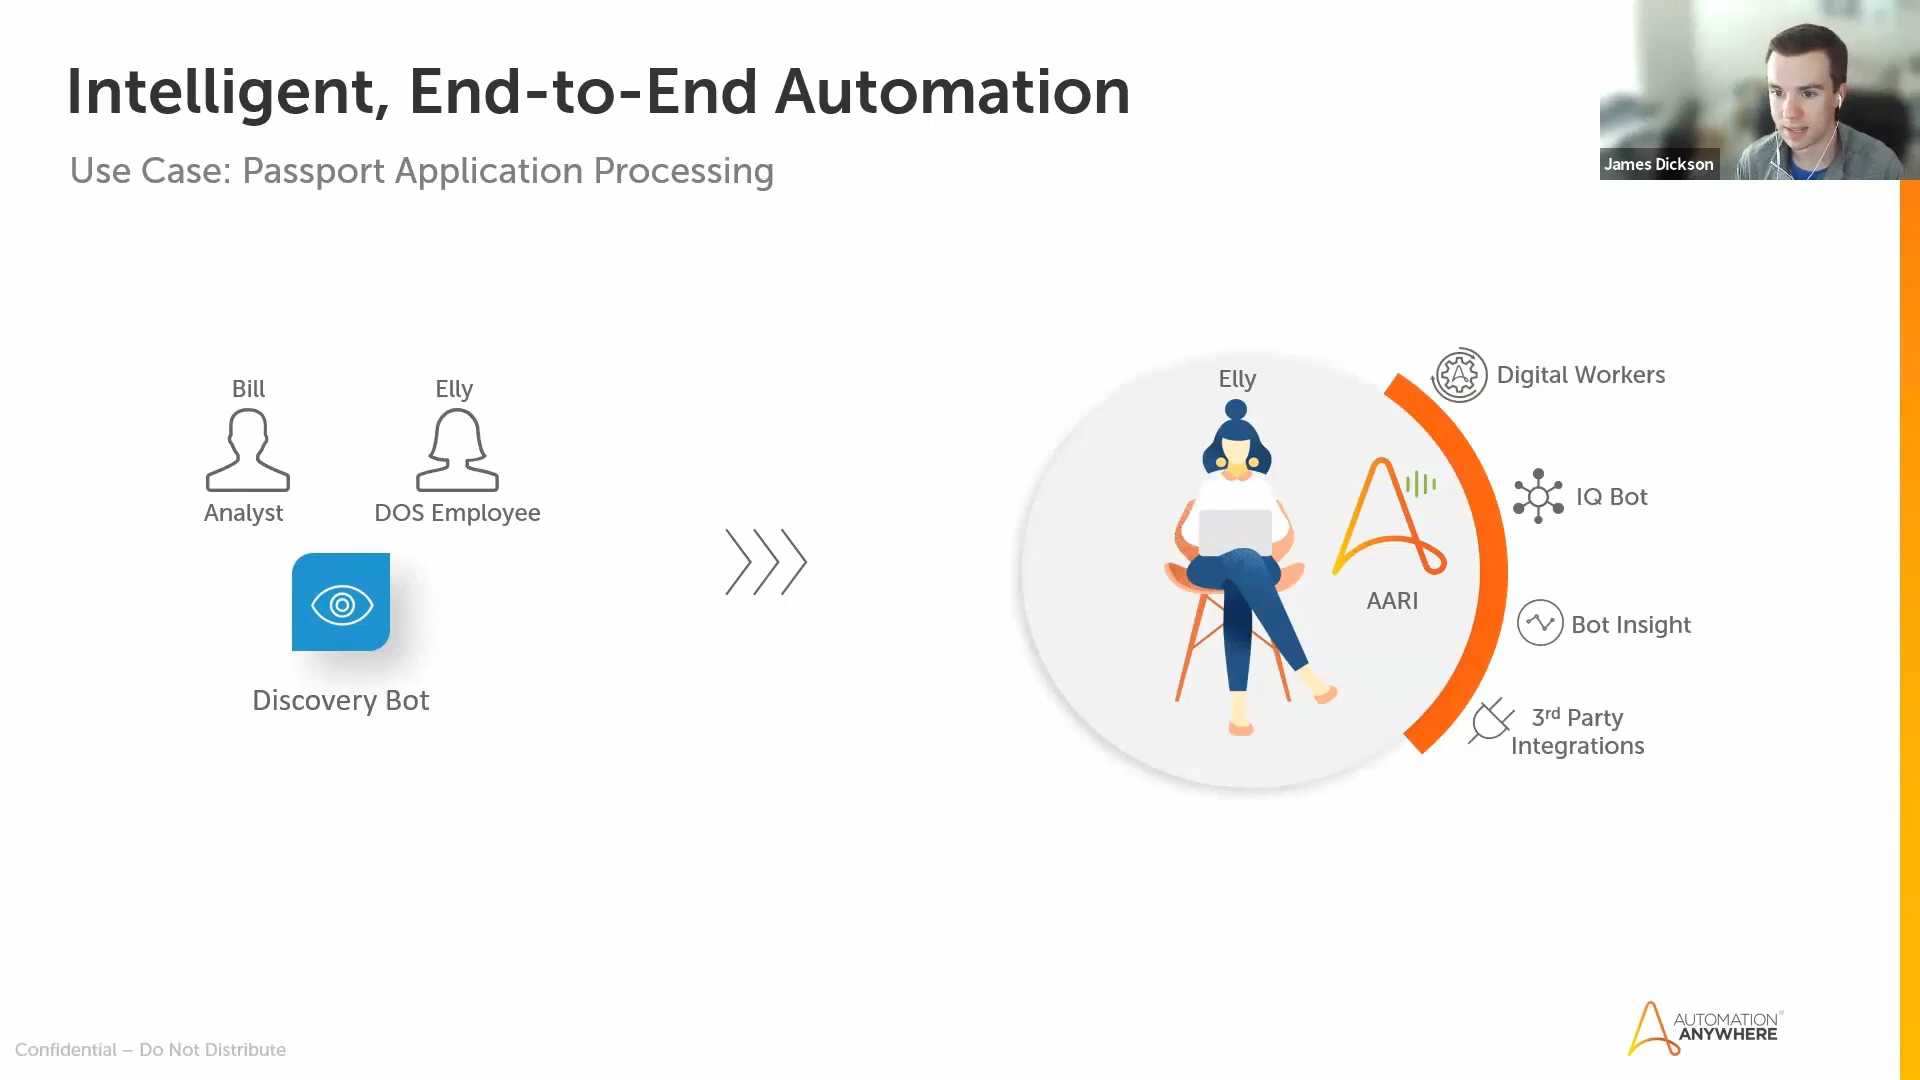 Intelligent, End-to-End Automation
Use Case: Passport Application Processing
James Dickson
Bill
Elly
Analyst
DOS Employee
Discovery Bot
Elly
AARI
Digital Workers
IQ Bot
Bot Insight
3rd Party
Integrations
Confidential – Do Not Distribute
AUTOMATION
ANYWHERE